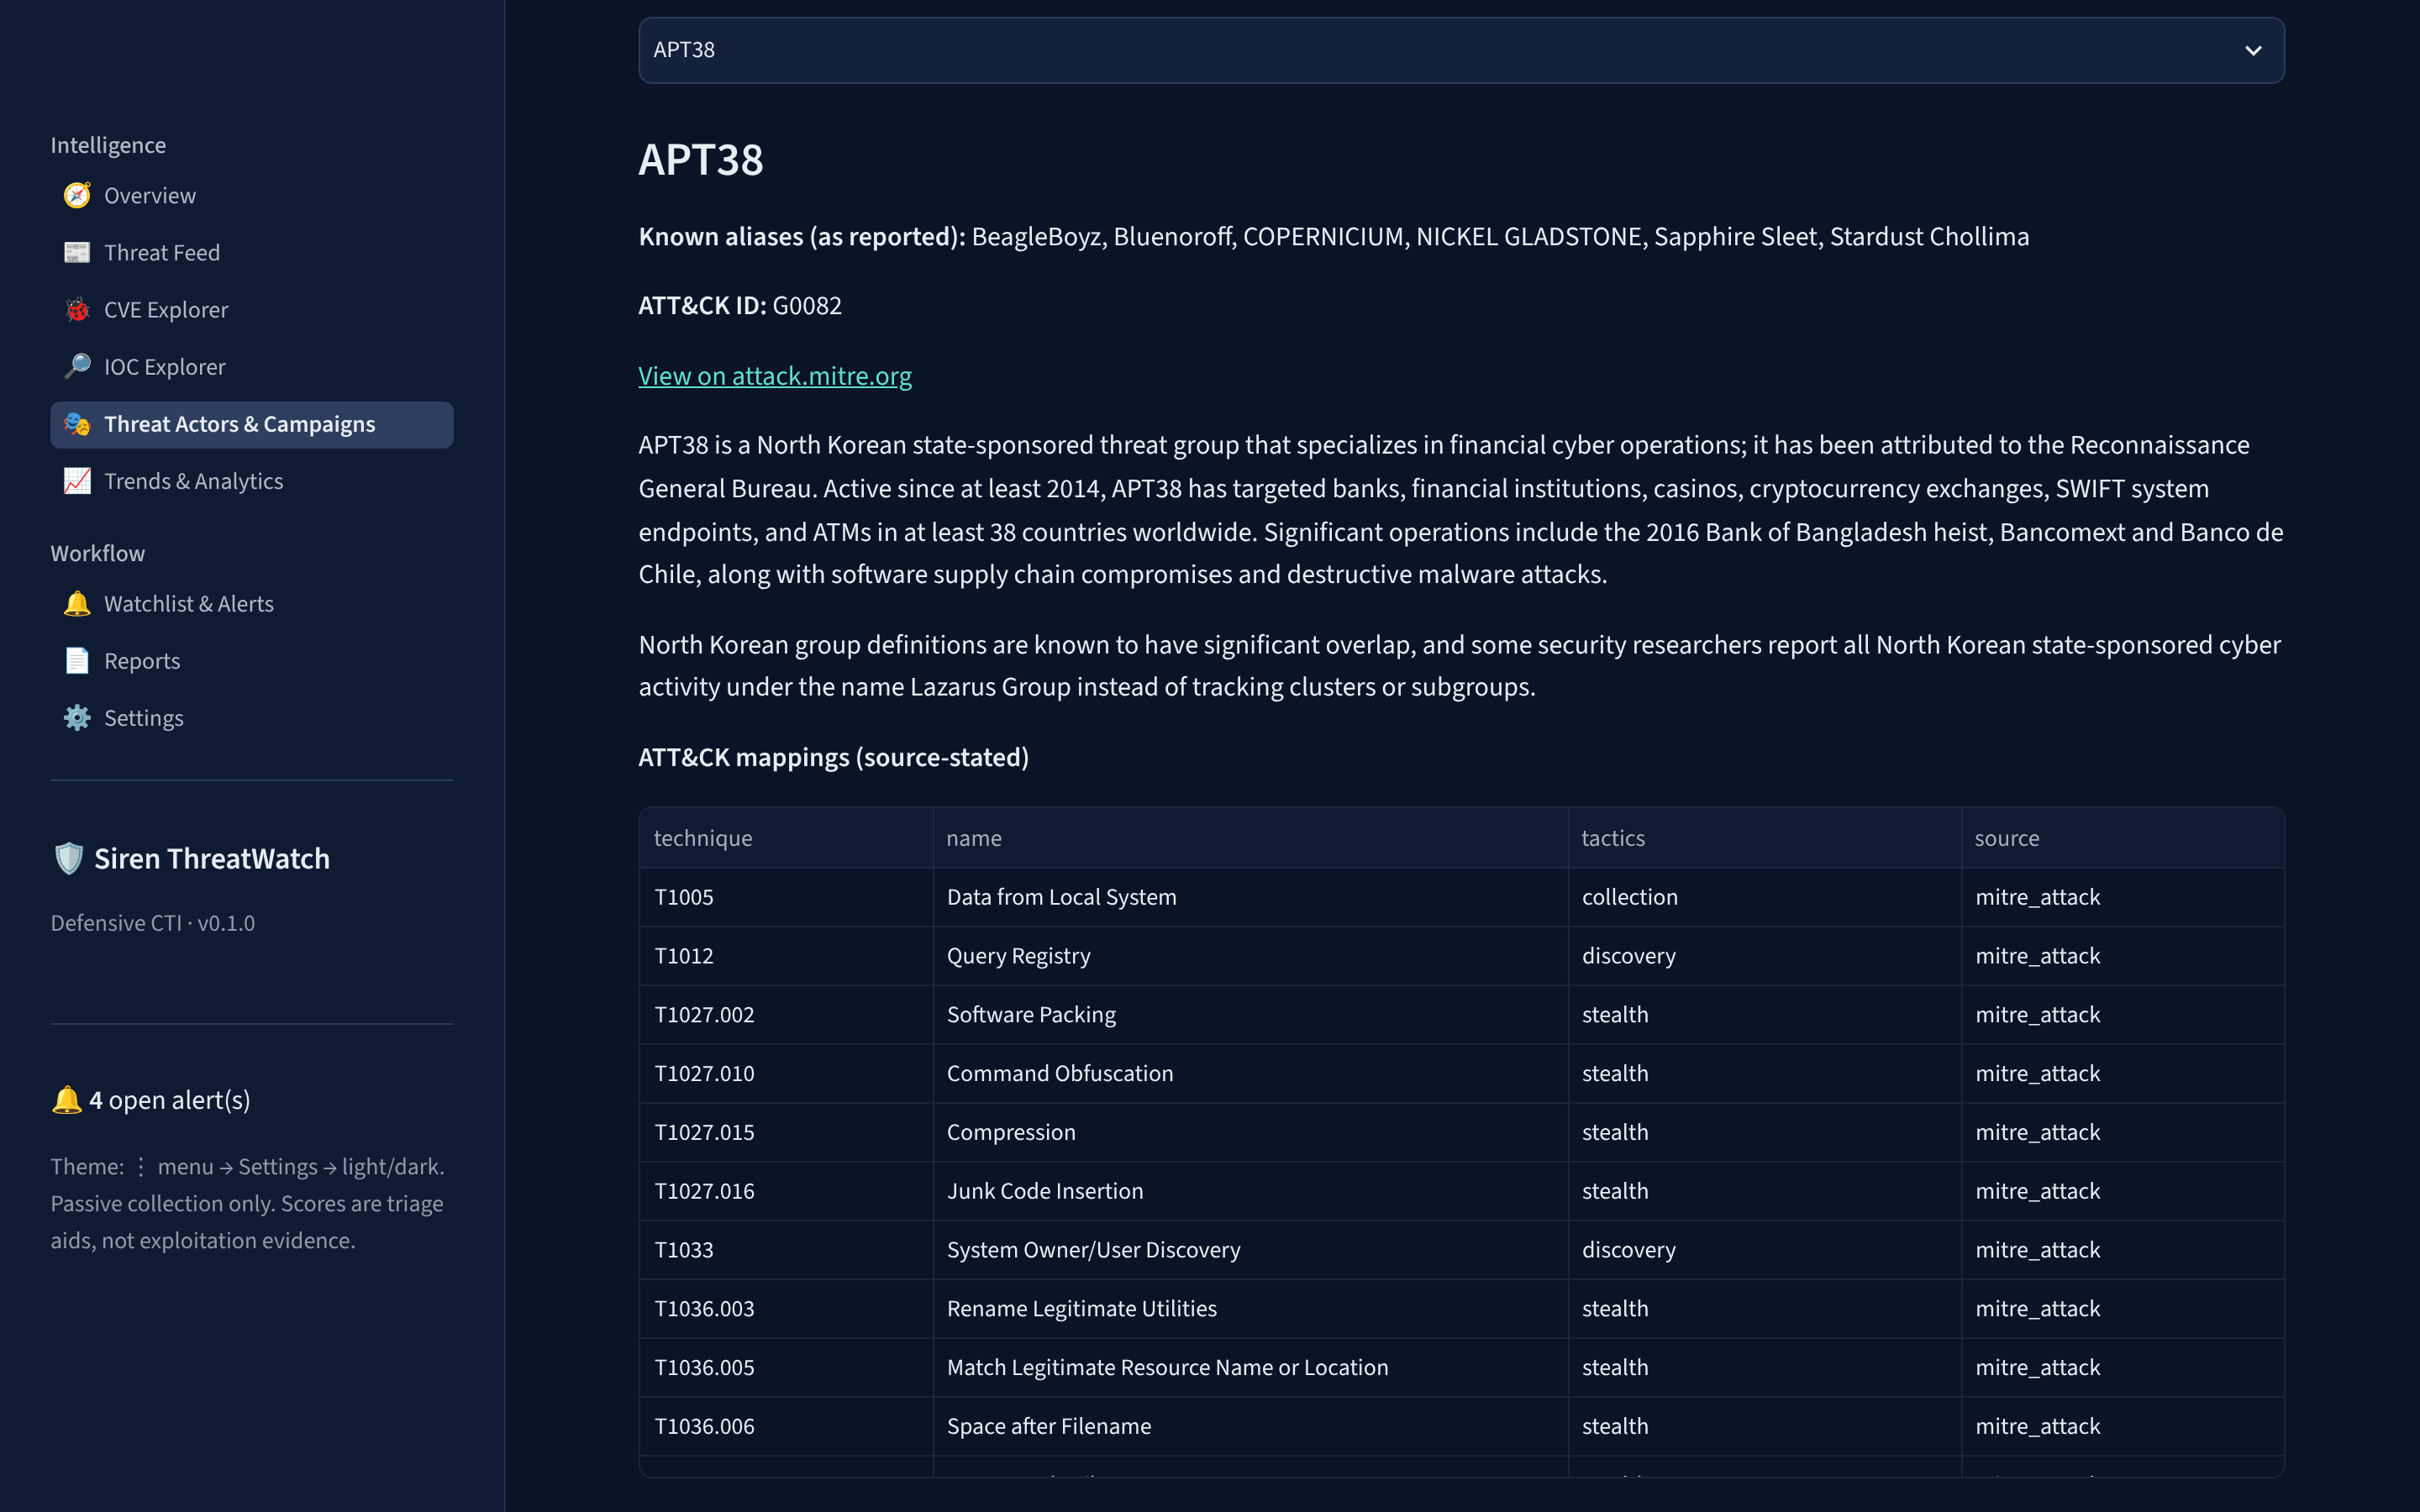 Intelligence
Overview
Threat Feed
CVE Explorer
IOC Explorer
Threat Actors & Campaigns
Trends & Analytics
Workflow
Watchlist & Alerts
Reports
Settings
Siren ThreatWatch
Defensive CTI · v0.1.0
4 open alert(s)
Theme: ⋮ menu → Settings → light/dark.
Passive collection only. Scores are triage
aids, not exploitation evidence.
APT38
APT38
Known aliases (as reported): BeagleBoyz, Bluenoroff, COPERNICIUM, NICKEL GLADSTONE, Sapphire Sleet, Stardust Chollima
ATT&CK ID: G0082
View on attack.mitre.org
APT38 is a North Korean state-sponsored threat group that specializes in financial cyber operations; it has been attributed to the Reconnaissance
General Bureau. Active since at least 2014, APT38 has targeted banks, financial institutions, casinos, cryptocurrency exchanges, SWIFT system
endpoints, and ATMs in at least 38 countries worldwide. Significant operations include the 2016 Bank of Bangladesh heist, Bancomext and Banco de
Chile, along with software supply chain compromises and destructive malware attacks.
North Korean group definitions are known to have significant overlap, and some security researchers report all North Korean state-sponsored cyber
activity under the name Lazarus Group instead of tracking clusters or subgroups.
ATT&CK mappings (source-stated)
technique name tactics source
T1005 Data from Local System collection mitre_attack
T1012 Query Registry discovery mitre_attack
T1027.002 Software Packing stealth mitre_attack
T1027.010 Command Obfuscation stealth mitre_attack
T1027.015 Compression stealth mitre_attack
T1027.016 Junk Code Insertion stealth mitre_attack
T1033 System Owner/User Discovery discovery mitre_attack
T1036.003 Rename Legitimate Utilities stealth mitre_attack
T1036.005 Match Legitimate Resource Name or Location stealth mitre_attack
T1036.006 Space after Filename stealth mitre_attack